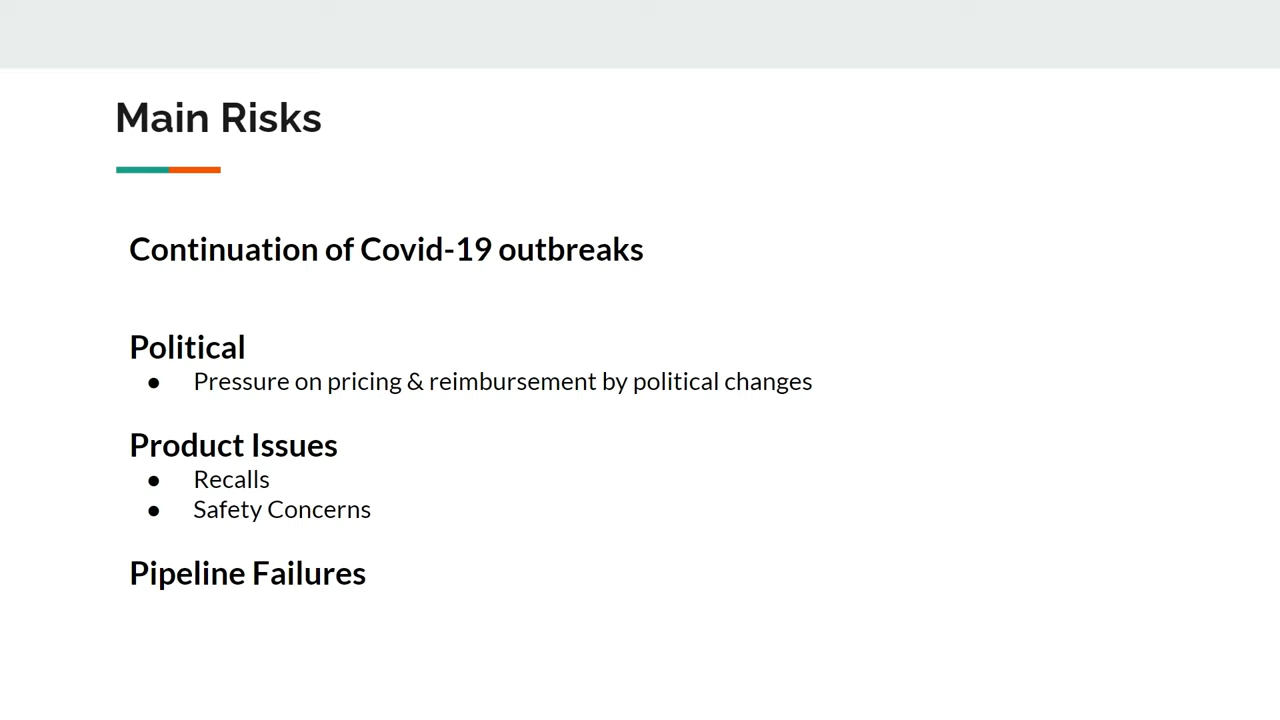 Main Risks
Continuation of Covid-19 outbreaks
Political
● Pressure on pricing & reimbursement by political changes
Product Issues
● Recalls
● Safety Concerns
Pipeline Failures